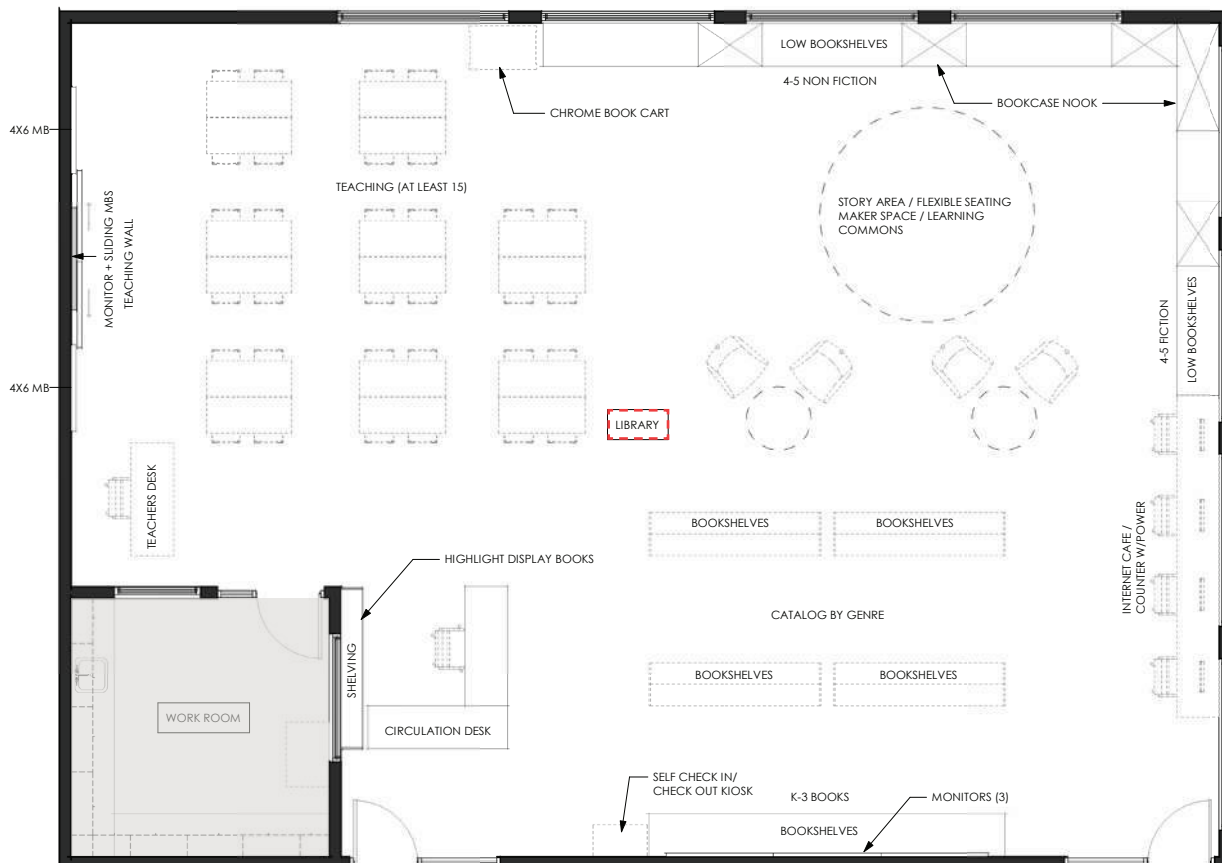 LOW BOOKSHELVES
4-5 NON FICTION
BOOKCASE NOOK
CHROME BOOK CART
4X6 MB
TEACHING (AT LEAST 15)
STORY AREA / FLEXIBLE SEATING
MAKER SPACE / LEARNING
COMMONS
MONITOR + SLIDING MBS
TEACHING WALL
4-5 FICTION
LOW BOOKSHELVES
4X6 MB
LIBRARY
TEACHERS DESK
BOOKSHELVES
BOOKSHELVES
HIGHLIGHT DISPLAY BOOKS
INTERNET CAFE /
COUNTER W/POWER
CATALOG BY GENRE
SHELVING
BOOKSHELVES
BOOKSHELVES
WORK ROOM
CIRCULATION DESK
SELF CHECK IN/
CHECK OUT KIOSK
K-3 BOOKS
MONITORS (3)
BOOKSHELVES